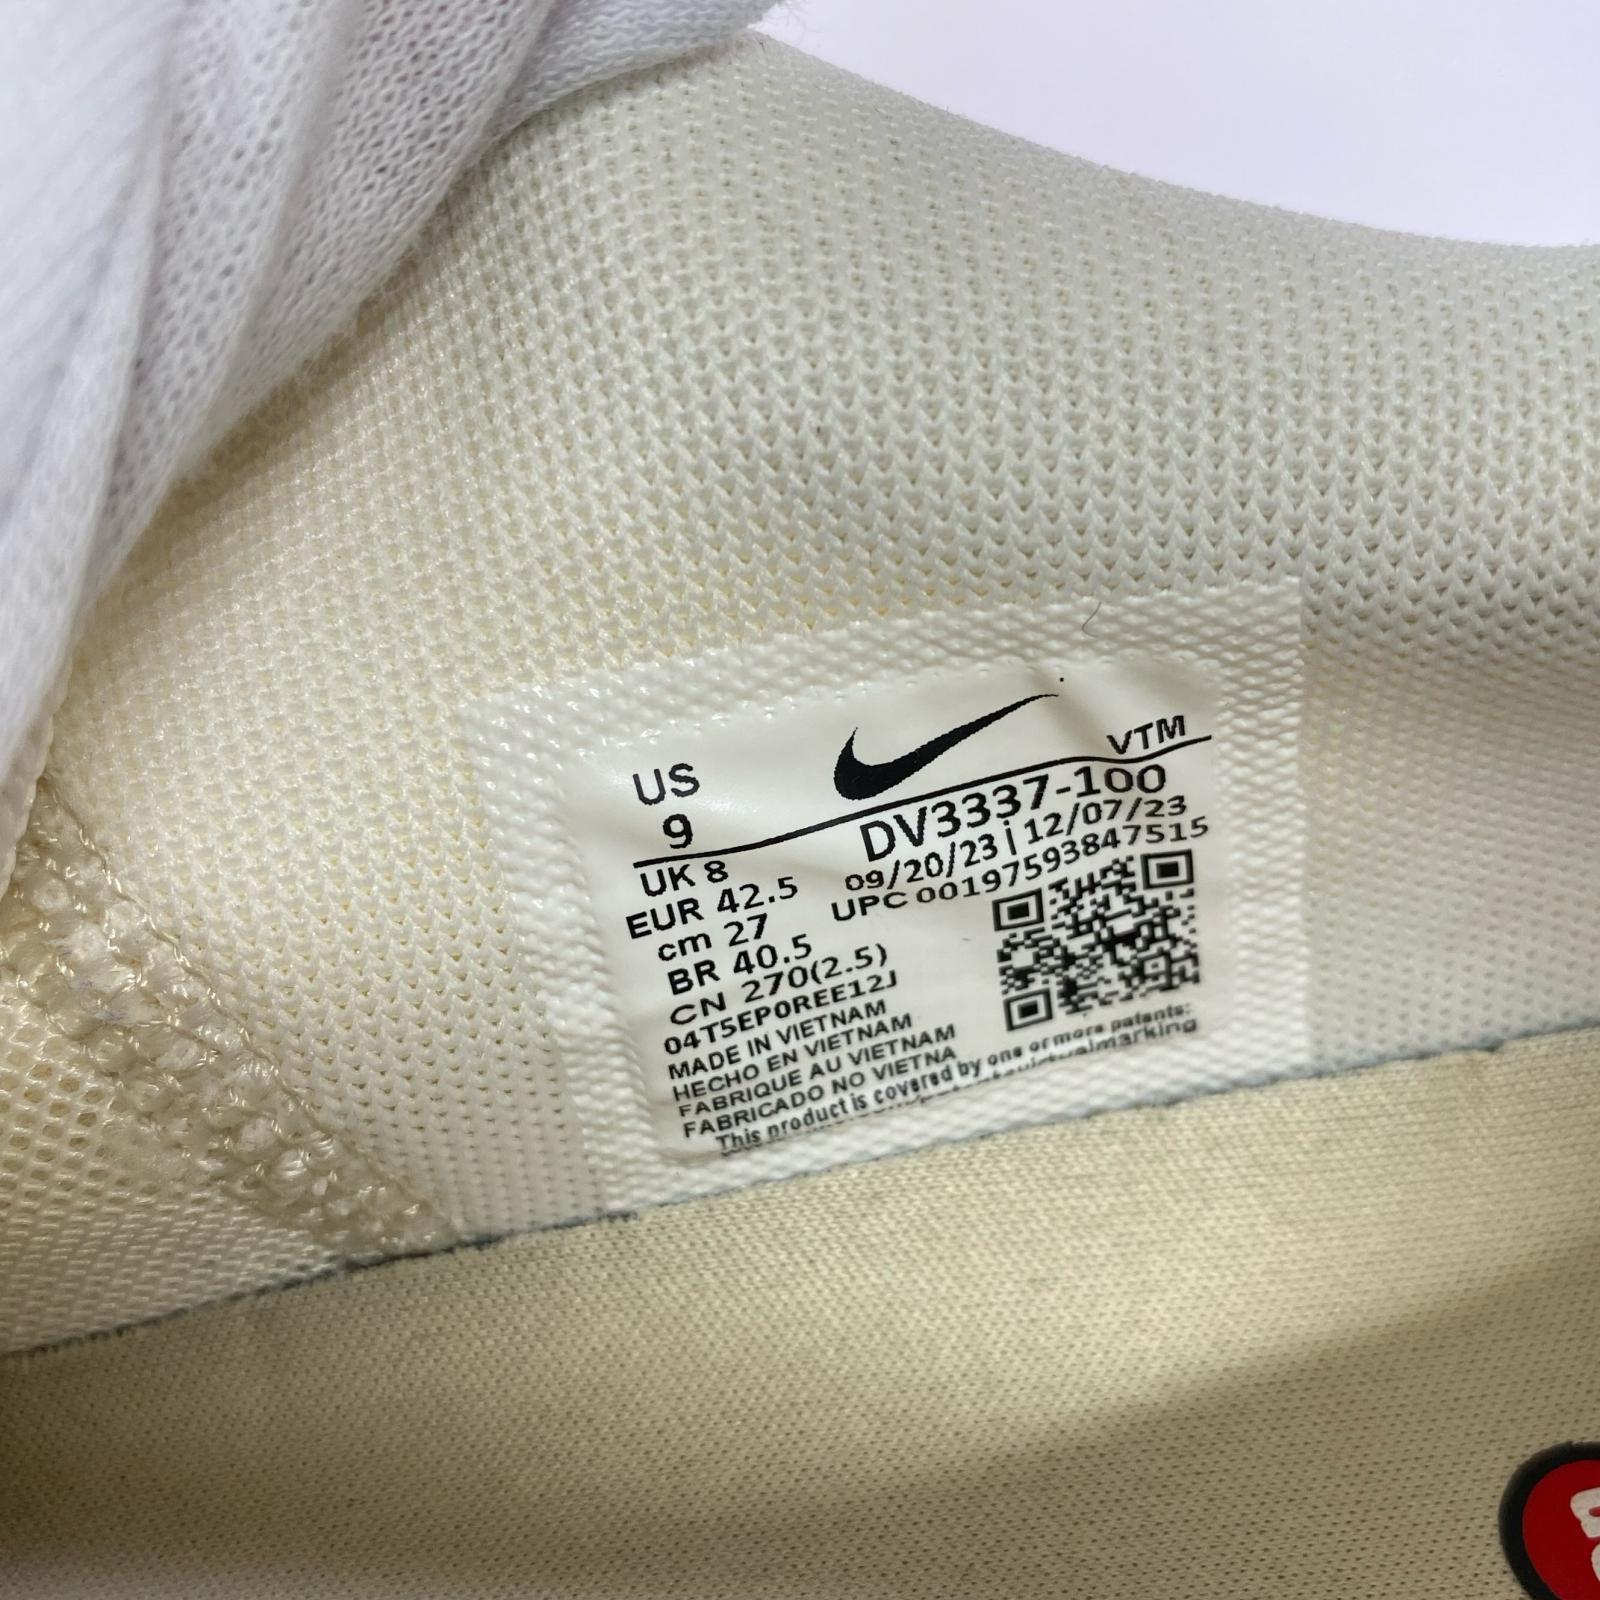 US
9
VTM
DV3337-100
09/20/23 | 12/07/23
UPC 00197593847515
UK 8
EUR 42.5
cm 27
BR 40.5
CN 270(2.5)
04T5EP0REE12J
MADE IN VIETNAM
HECHO EN VIETNAM
FABRIQUE AU VIETNAM
FABRICADO NO VIETNA
This product is covered by one or more patents: